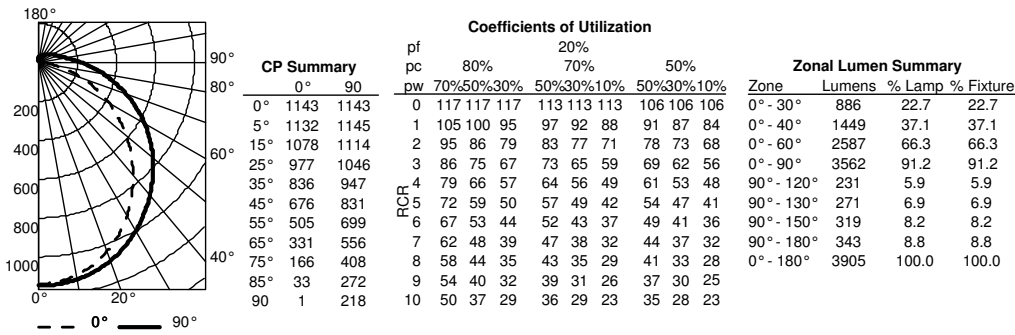 180°
90°
80°
60°
40°
20°
0°
200
400
600
800
1000
0° 90°
CP Summary
0° 90
0° 1143 1143
5° 1132 1145
15° 1078 1114
25° 977 1046
35° 836 947
45° 676 831
55° 505 699
65° 331 556
75° 166 408
85° 33 272
90 1 218
Coefficients of Utilization
pf 20%
pc 80% 70% 50%
pw 70%50%30% 50%30%10% 50%30%10%
RCR
0 117 117 117 113 113 113 106 106 106
1 105 100 95 97 92 88 91 87 84
2 95 86 79 83 77 71 78 73 68
3 86 75 67 73 65 59 69 62 56
4 79 66 57 64 56 49 61 53 48
5 72 59 50 57 49 42 54 47 41
6 67 53 44 52 43 37 49 41 36
7 62 48 39 47 38 32 44 37 32
8 58 44 35 43 35 29 41 33 28
9 54 40 32 39 31 26 37 30 25
10 50 37 29 36 29 23 35 28 23
Zonal Lumen Summary
Zone Lumens % Lamp % Fixture
0° - 30° 886 22.7 22.7
0° - 40° 1449 37.1 37.1
0° - 60° 2587 66.3 66.3
0° - 90° 3562 91.2 91.2
90° - 120° 231 5.9 5.9
90° - 130° 271 6.9 6.9
90° - 150° 319 8.2 8.2
90° - 180° 343 8.8 8.8
0° - 180° 3905 100.0 100.0